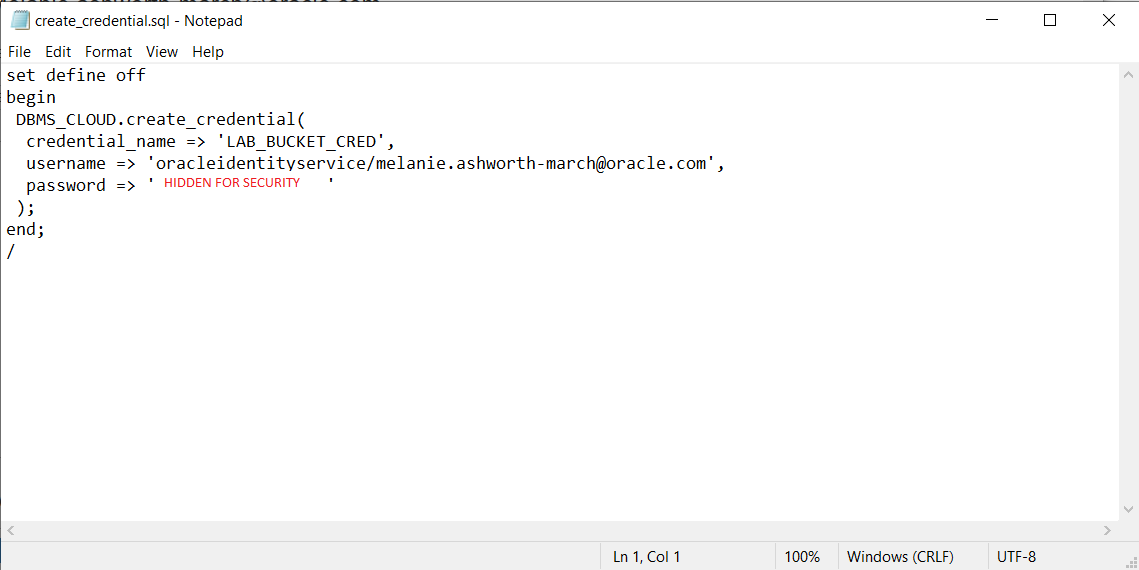 create_credential.sql - Notepad
File Edit Format View Help
set define off
begin
DBMS_CLOUD.create_credential(
credential_name => 'LAB_BUCKET_CRED',
username => 'oracleidentityservice/melanie.ashworth-march@oracle.com',
password => ' HIDDEN FOR SECURITY '
);
end;
/
Ln 1, Col 1 100% Windows (CRLF) UTF-8